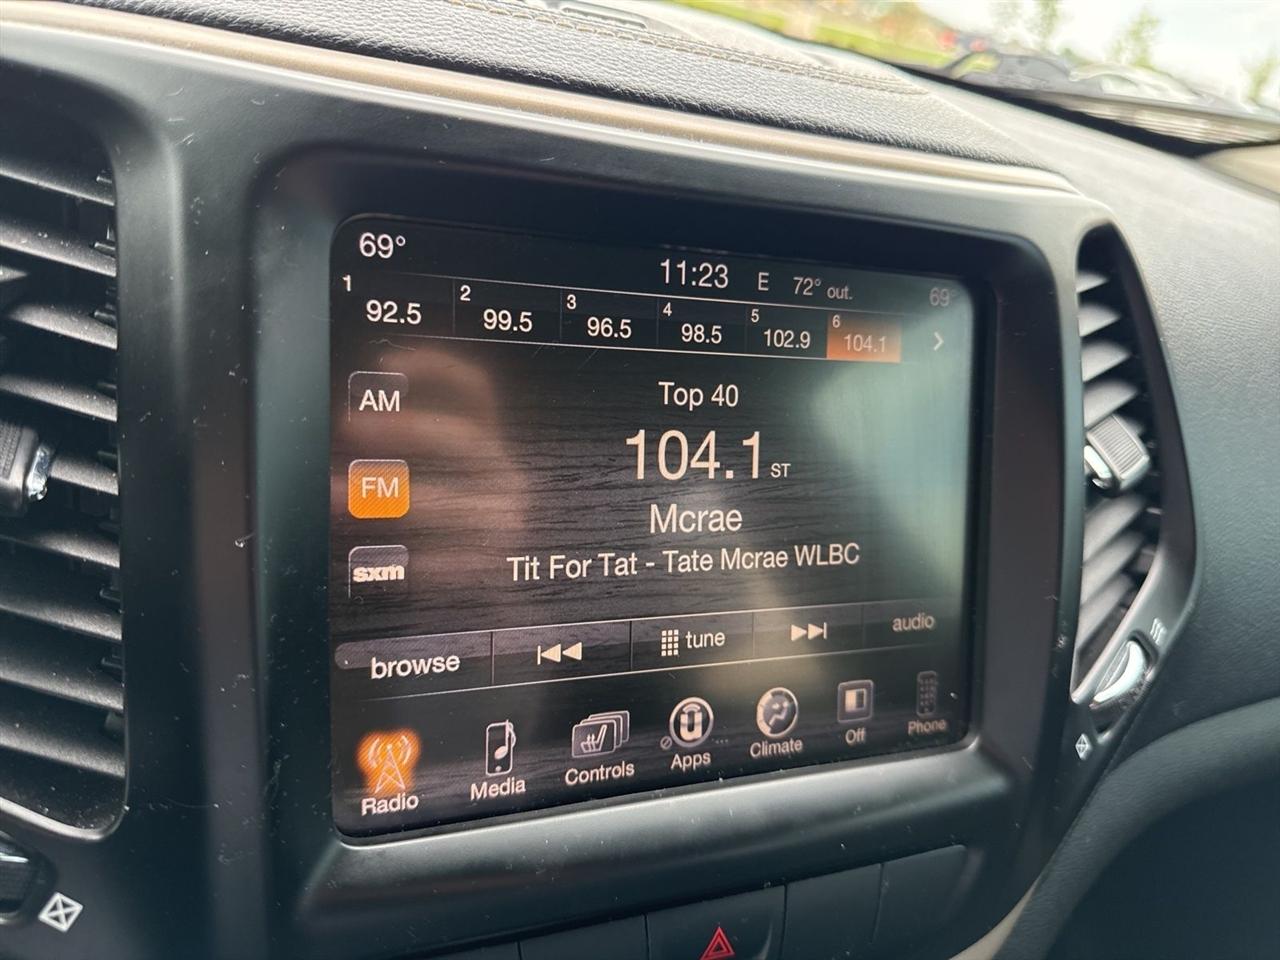 69°
11:23 E 72° out. 69°
1 92.5 2 99.5 3 96.5 4 98.5 5 102.9 6 104.1
AM
Top 40
104.1 ST
FM
Mcrae
Tit For Tat - Tate Mcrae WLBC
sxm
browse tune audio
Radio Media Controls Apps Climate Off Phone